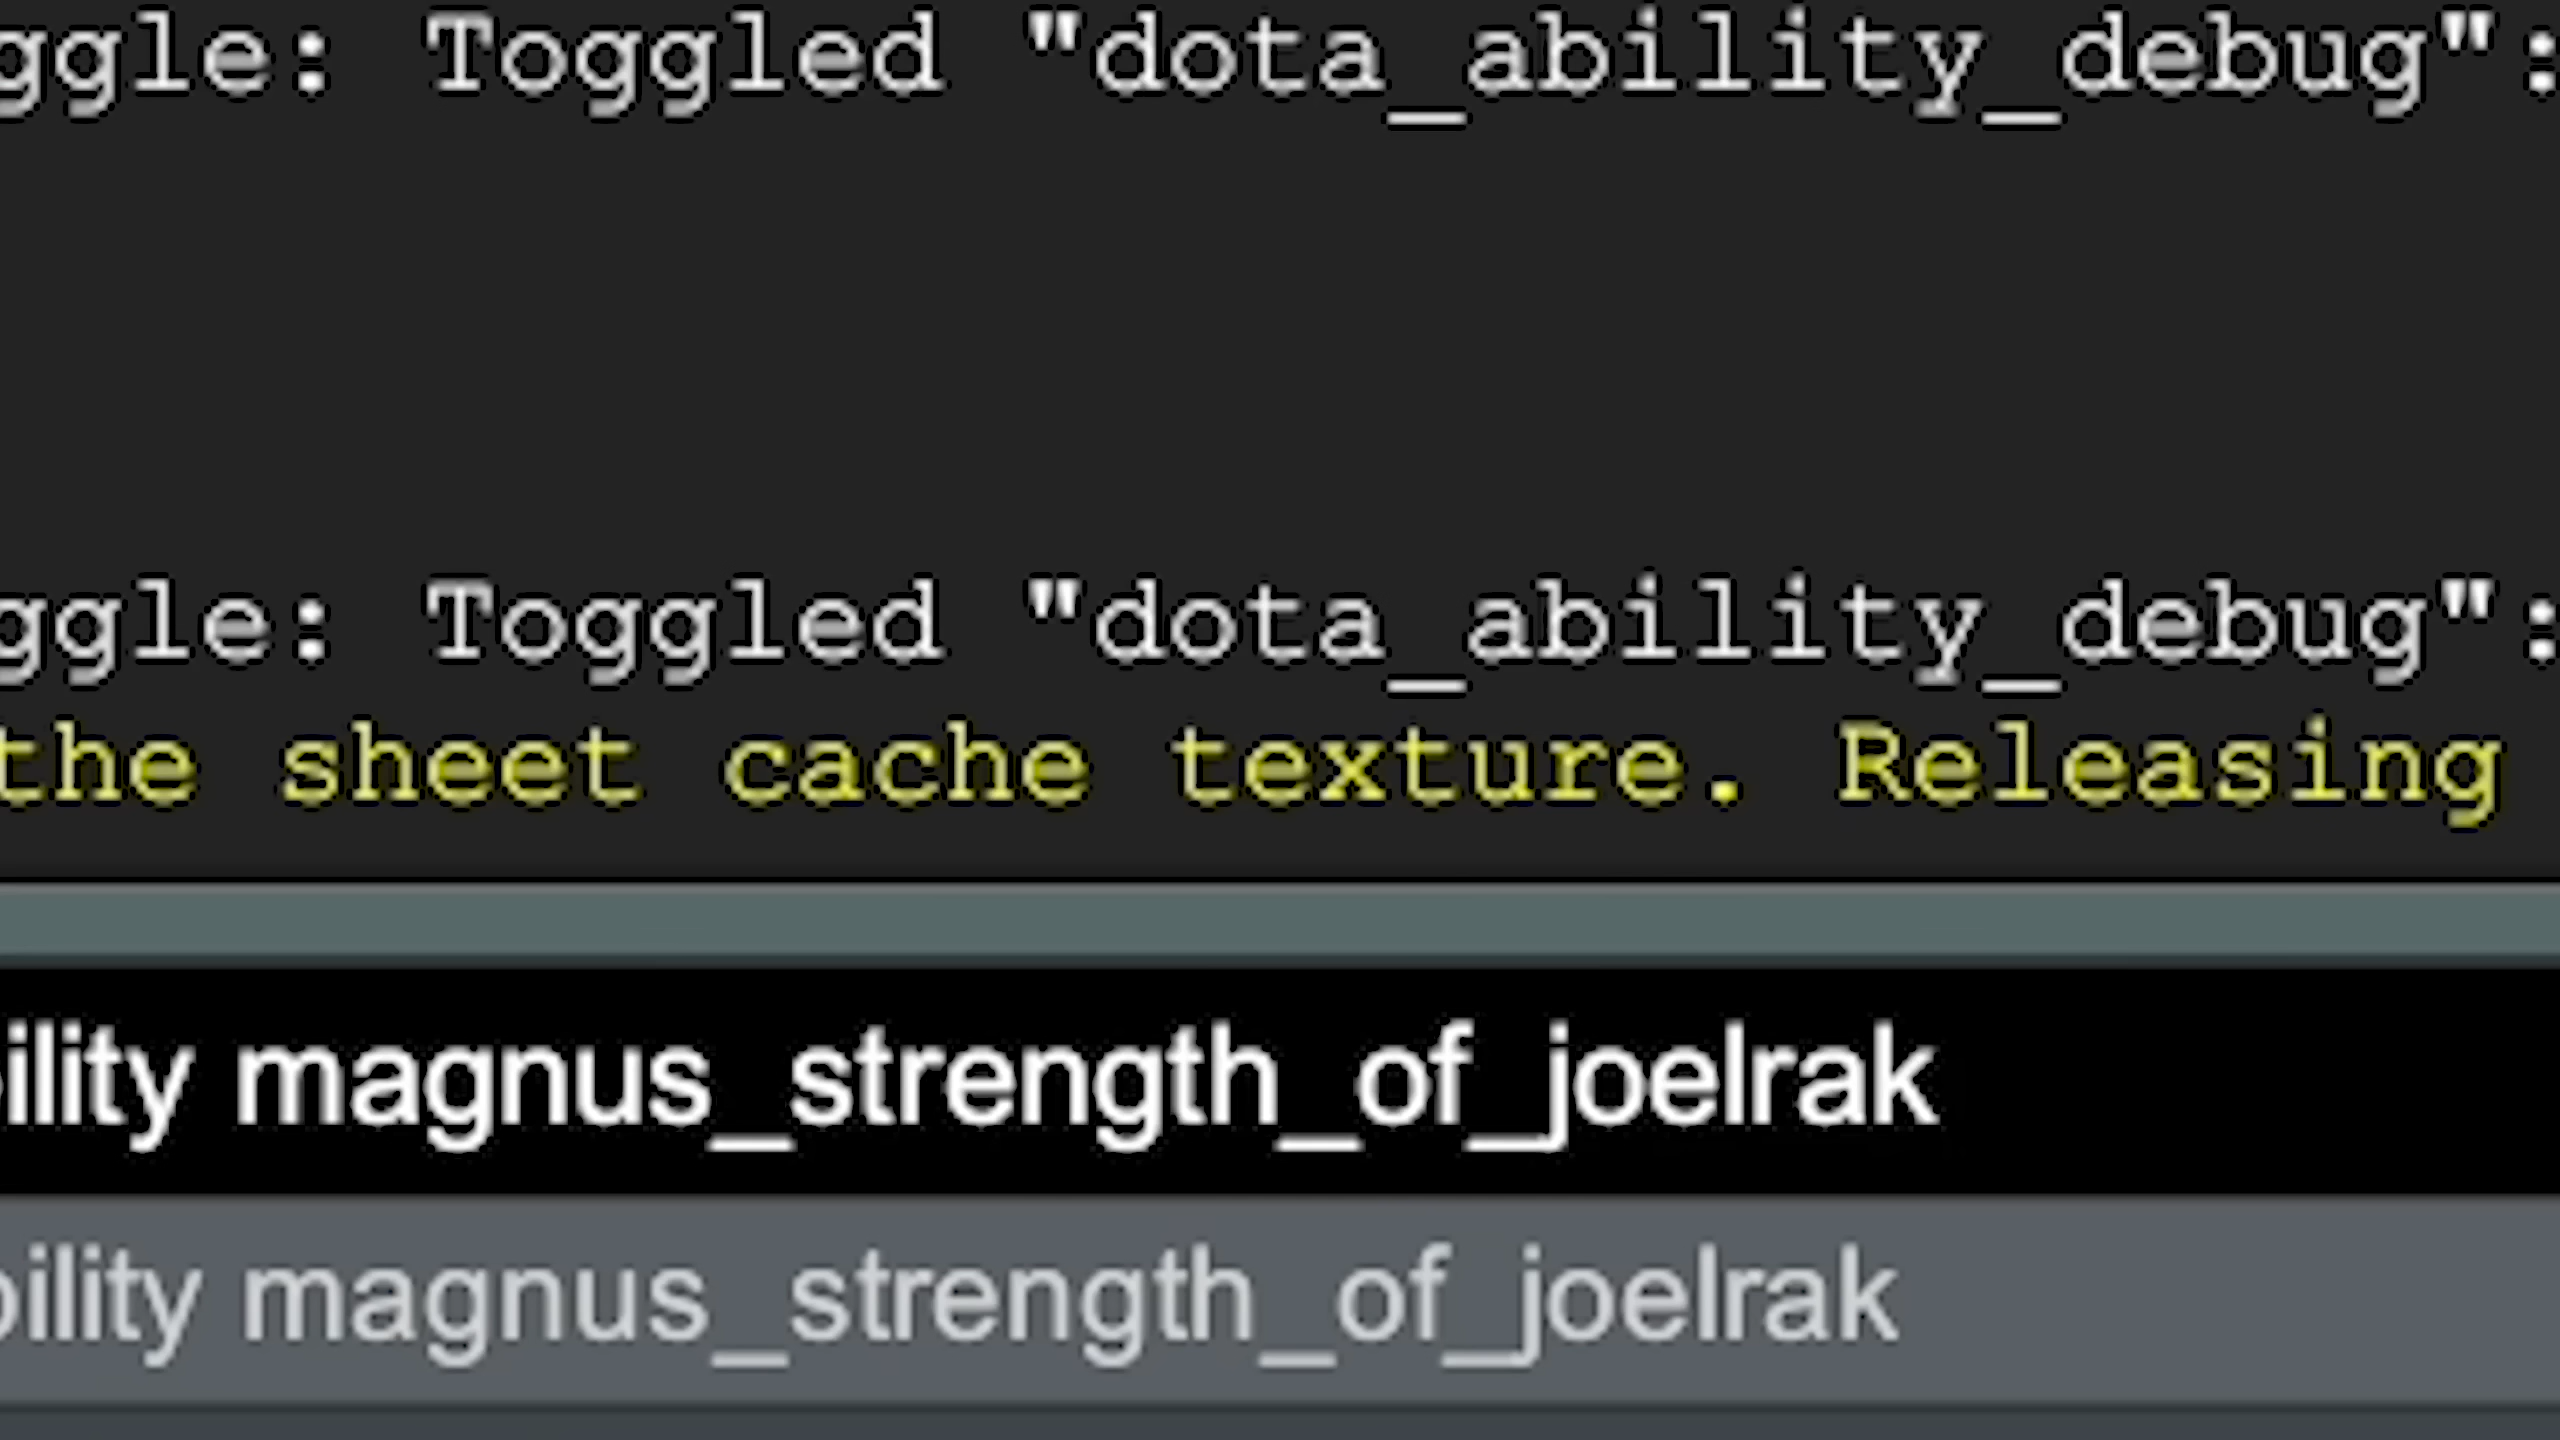 ggle: Toggled "dota_ability_debug":
ggle: Toggled "dota_ability_debug":
the sheet cache texture. Releasing
ility magnus_strength_of_joelrak
bility magnus_strength_of_joelrak